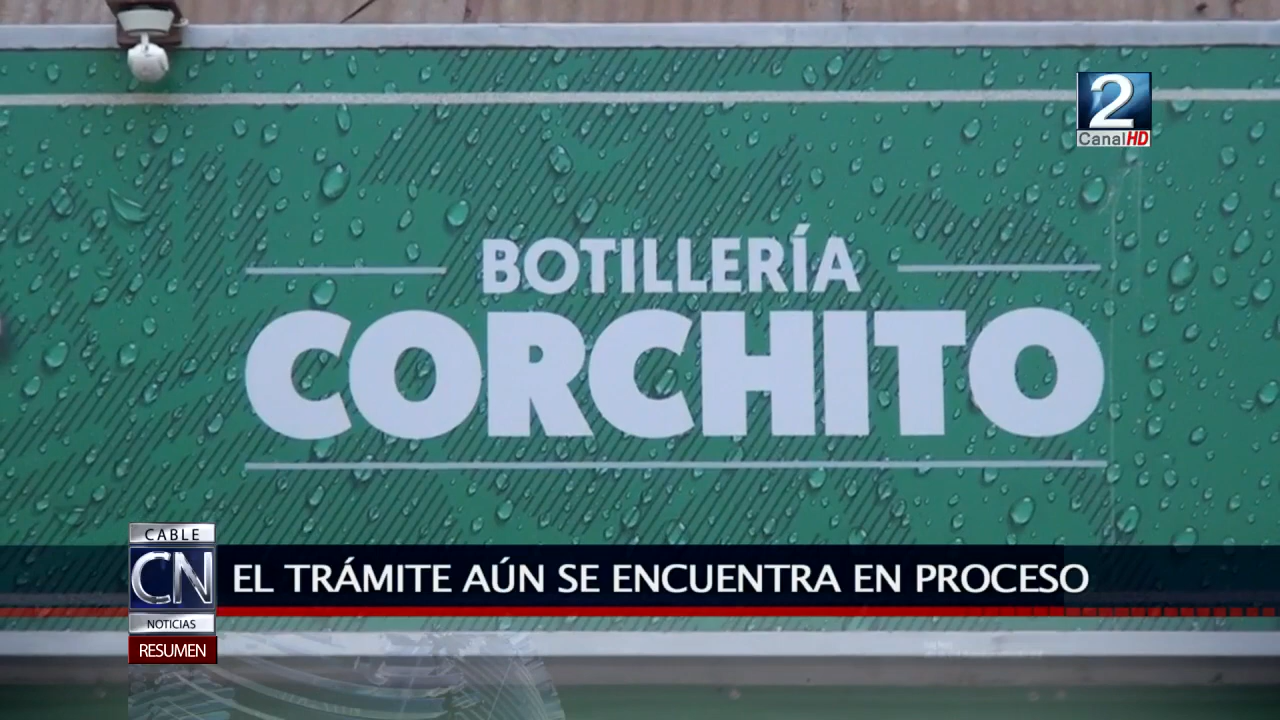 2
Canal HD
BOTILLERÍA
CORCHITO
CABLE
CN
NOTICIAS
RESUMEN
EL TRÁMITE AÚN SE ENCUENTRA EN PROCESO